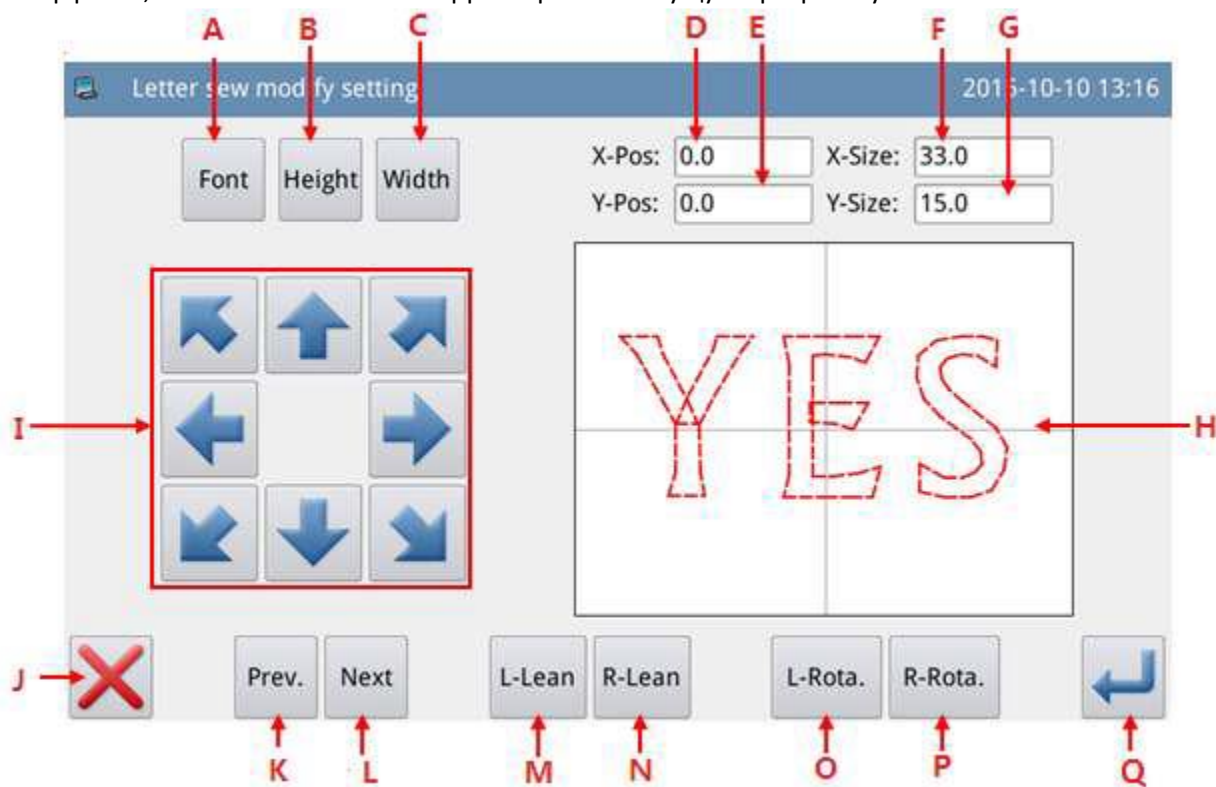 A B C D E F G
Letter sew modify setting 2015-10-10 13:16
Font Height Width
X-Pos: 0.0 X-Size: 33.0
Y-Pos: 0.0 Y-Size: 15.0
YES
I
H
J
Prev. Next L-Lean R-Lean L-Rota. R-Rota.
K L M N O P Q